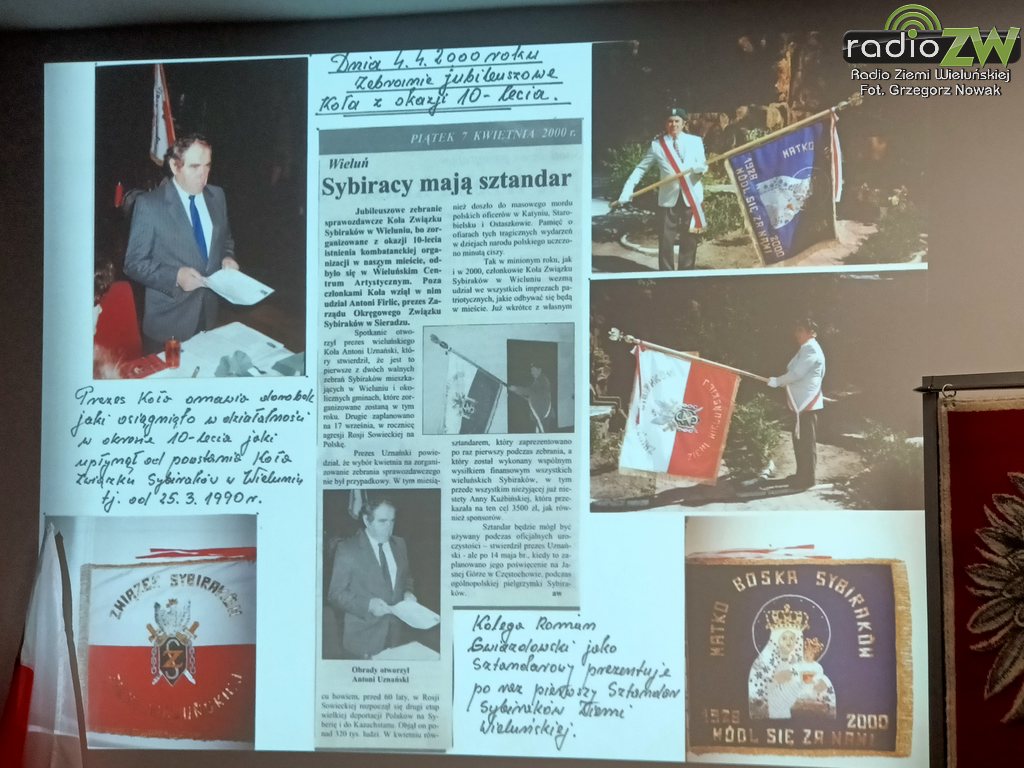 radioZW
Radio Ziemi Wieluńskiej
Fot. Grzegorz Nowak
Dnia 4.4.2000 roku
Zebranie jubileuszowe
Koła z okazji 10-lecia.
PIĄTEK 7 KWIETNIA 2000 r.
Wieluń
Sybiracy mają sztandar
Jubileuszowe zebranie
sprawozdawcze Koła Związku
Sybiraków w Wieluniu, bo zor-
ganizowane z okazji 10-lecia
istnienia kombatanckiej orga-
nizacji w naszym mieście, od-
było się w Wieluńskim Cen-
trum Artystycznym. Poza
członkami Koła wziął w nim
udział Antoni Firlic, prezes Za-
rządu Okręgowego Związku
Sybiraków w Sieradzu.
Spotkanie otwo-
rzył prezes wieluńskiego
Koła Antoni Uznański, któ-
ry stwierdził, że jest to
pierwsze z dwóch walnych
zebrań Sybiraków mieszka-
jących w Wieluniu i oko-
licznych gminach, które zor-
ganizowane zostaną w tym
roku. Drugie zaplanowano
na 17 września, w rocznicę
agresji Rosji Sowieckiej na
Polskę.
Prezes Uznański powie-
dział, że wybór kwietnia na zorgani-
zowanie zebrania sprawozdawczego
nie był przypadkowy. W tym miesią-
Obrady otworzył
Antoni Uznański
cu bowiem, przed 60 laty, w Rosji
Sowieckiej rozpoczął się drugi etap
wielkiej deportacji Polaków na Sy-
berię i do Kazachstanu. Objął on po-
nad 320 tys. ludzi. W kwietniu rów-
nież doszło do masowego mordu
polskich oficerów w Katyniu, Staro-
bielsku i Ostaszkowie. Pamięć o
ofiarach tych tragicznych wydarzeń
w dziejach narodu polskiego uczczo-
no minutą ciszy.
Tak w minionym roku, jak
i w 2000, członkowie Koła Związku
Sybiraków w Wieluniu wezmą
udział we wszystkich imprezach pa-
triotycznych, jakie odbywać się będą
w mieście. Już wkrótce z własnym
sztandarem, który zaprezentowano
po raz pierwszy podczas zebrania, a
który został wykonany wspólnym
wysiłkiem finansowym wszystkich
wieluńskich Sybiraków, w tym
przede wszystkim nieżyjącej już nie-
stety Anny Kuźbińskiej, która prze-
kazała na ten cel 3500 zł, jak rów-
nież sponsorów.
Sztandar będzie mógł być
używany podczas oficjalnych uro-
czystości – stwierdził prezes Uznań-
ski - ale po 14 maja br., kiedy to za-
planowano jego poświęcenie na Ja-
snej Górze w Częstochowie, podczas
ogólnopolskiej pielgrzymki Sybira-
ków. aw
Prezes Koła omawia dorobek
jaki osiągnięto w działalności
w okresie 10-lecia jaki
upłynął od powstania Koła
Związku Sybiraków w Wieluniu
tj. od 25.3.1990 r.
Kolega Roman
Gwiazdowski jako
Sztandarowy prezentuje
po raz pierwszy Sztandar
Sybiraków Ziemi
Wieluńskiej.
MATKO
1928
2000
MÓDL SIĘ ZA NAMI
ZWIĄZEK SYBIRAKÓW
MATKO BOSKA SYBIRAKÓW
1928 2000
MÓDL SIĘ ZA NAMI